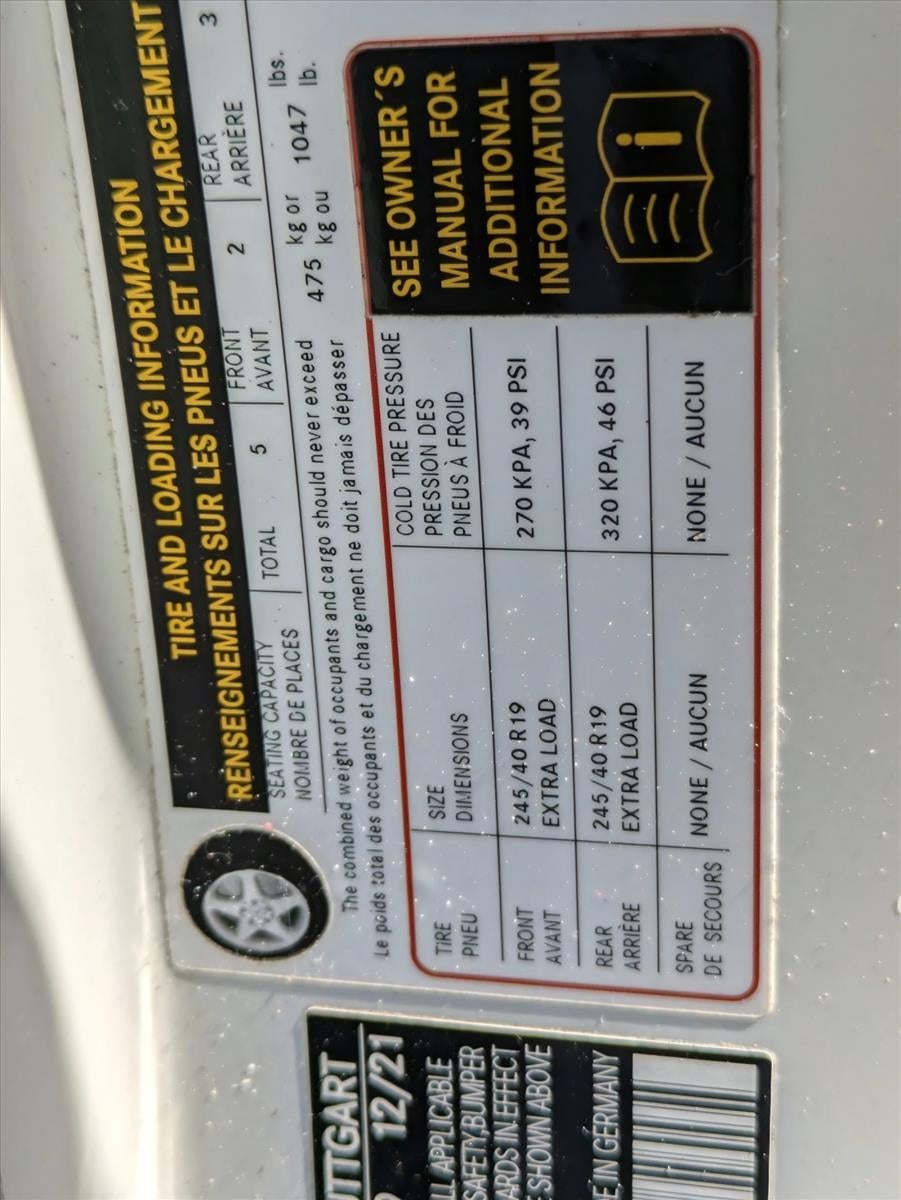 TIRE AND LOADING INFORMATION
RENSEIGNEMENTS SUR LES PNEUS ET LE CHARGEMENT
SEATING CAPACITY
NOMBRE DE PLACES
TOTAL 5
FRONT
AVANT
2
REAR
ARRIÈRE
3
The combined weight of occupants and cargo should never exceed 475 kg or 1047 lbs.
Le poids total des occupants et du chargement ne doit jamais dépasser kg ou lb.
TIRE
PNEU
SIZE
DIMENSIONS
COLD TIRE PRESSURE
PRESSION DES
PNEUS À FROID
FRONT
AVANT
245/40 R19
EXTRA LOAD
270 KPA, 39 PSI
REAR
ARRIÈRE
245/40 R19
EXTRA LOAD
320 KPA, 46 PSI
SPARE
DE SECOURS
NONE / AUCUN
NONE / AUCUN
SEE OWNER´S
MANUAL FOR
ADDITIONAL
INFORMATION
12/21
APPLICABLE
SAFETY, BUMPER
IN EFFECT
SHOWN ABOVE
IN GERMANY